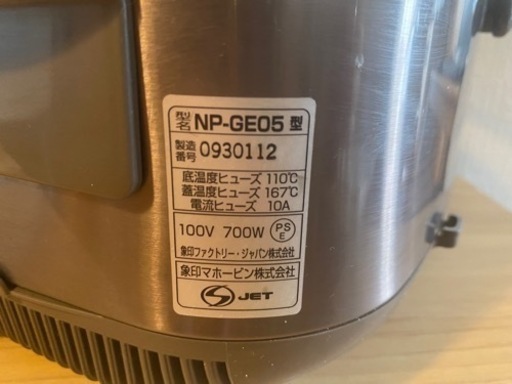 型名 NP-GE05 型
製造番号 0930112
底温度ヒューズ 110℃
蓋温度ヒューズ 167℃
電流ヒューズ 10A
100V 700W PSE
象印ファクトリー・ジャパン株式会社
象印マホービン株式会社
S JET